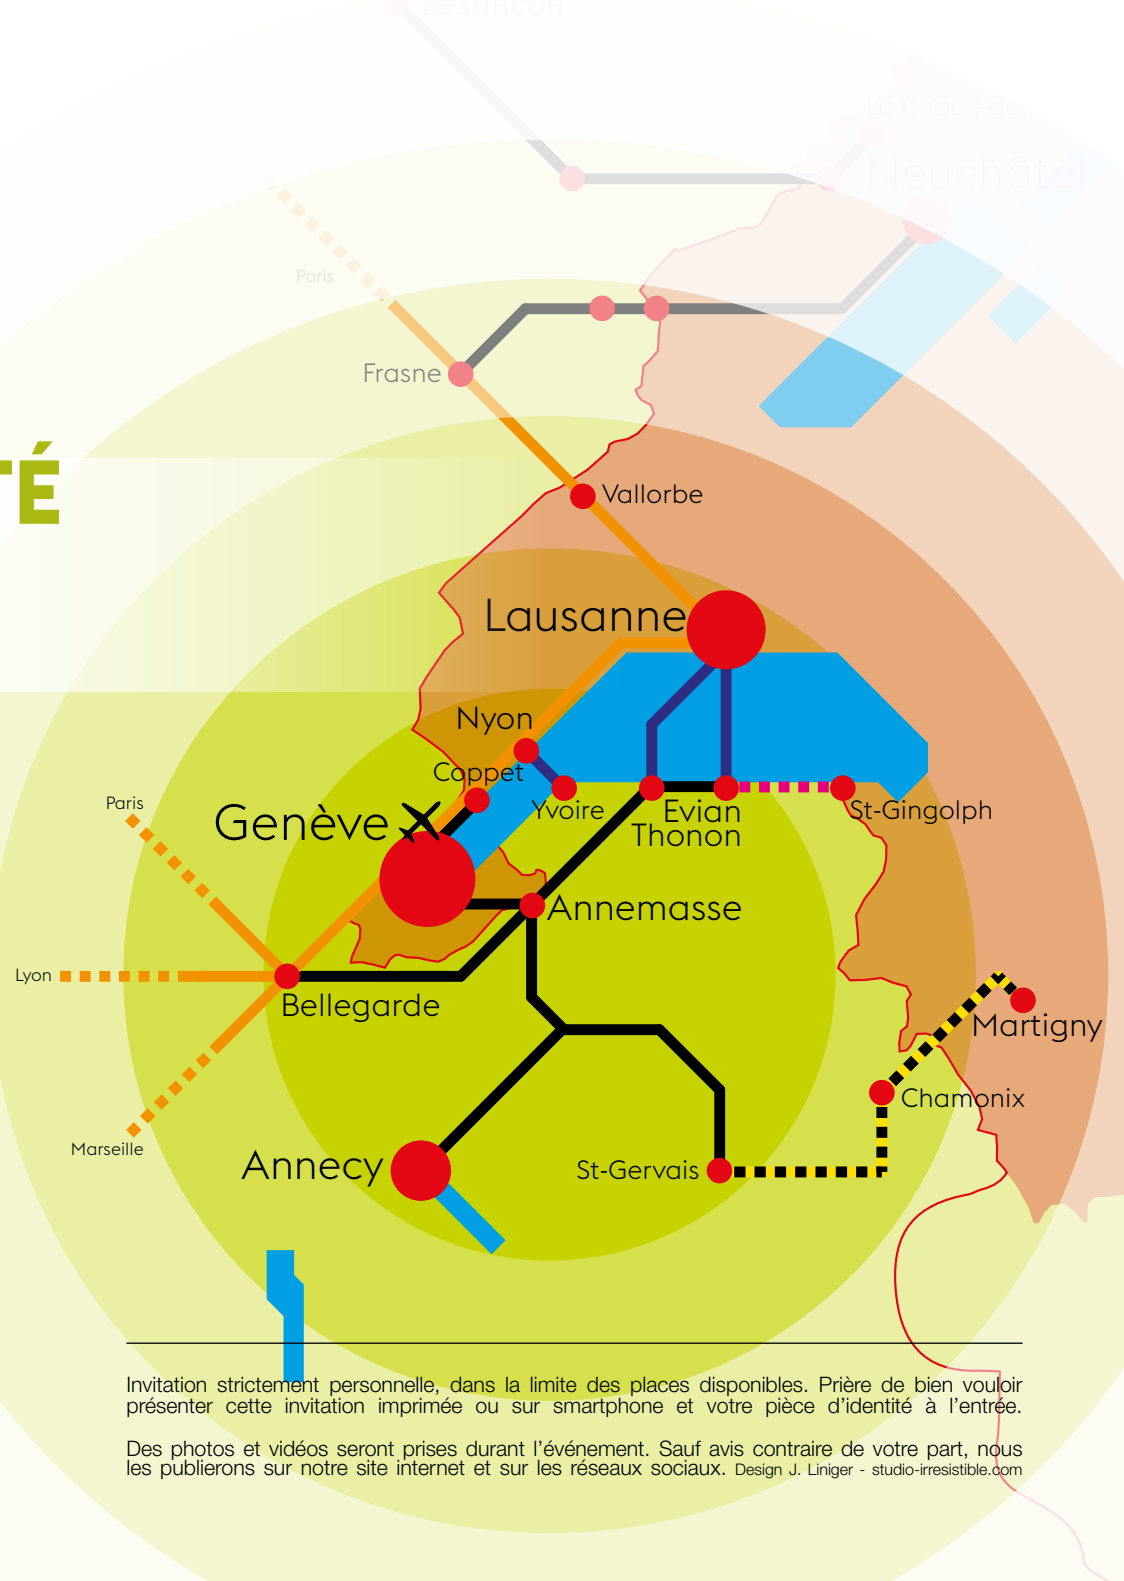 Besançon
La Chaux-de-
Neuchâtel
Paris
Frasne
TÉ
Vallorbe
Lausanne
Nyon
Coppet
Paris
Genève
Yvoire
Evian
St-Gingolph
Thonon
Annemasse
Lyon
Bellegarde
Martigny
Chamonix
Marseille
Annecy
St-Gervais
Invitation strictement personnelle, dans la limite des places disponibles. Prière de bien vouloir
présenter cette invitation imprimée ou sur smartphone et votre pièce d'identité à l'entrée.
Des photos et vidéos seront prises durant l'événement. Sauf avis contraire de votre part, nous
les publierons sur notre site internet et sur les réseaux sociaux. Design J. Liniger - studio-irresistible.com